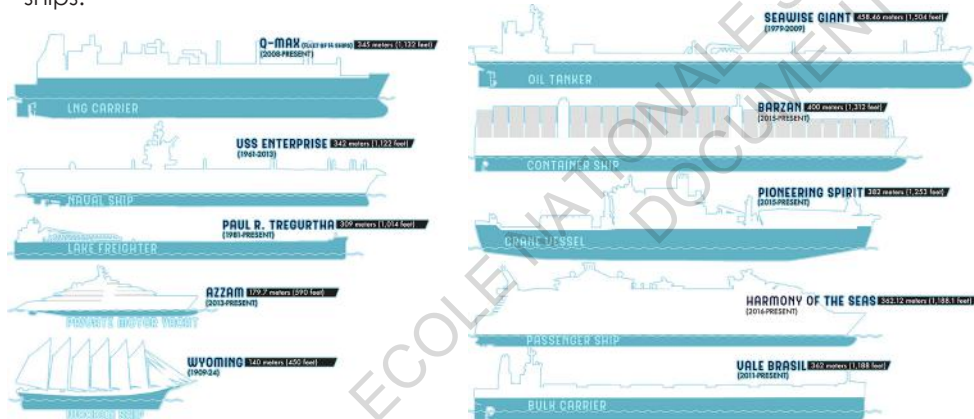 ships.
Q-MAX (FLEET OF 14 SHIPS) 345 meters (1,132 feet)
(2008-PRESENT)
LNG CARRIER
USS ENTERPRISE 342 meters (1,122 feet)
(1961-2013)
NAVAL SHIP
PAUL R. TREGURTHA 309 meters (1,014 feet)
(1981-PRESENT)
LAKE FREIGHTER
AZZAM 179.7 meters (590 feet)
(2013-PRESENT)
PRIVATE MOTOR YACHT
WYOMING 140 meters (450 feet)
(1909-24)
WOODEN SHIP
SEAWISE GIANT 458.46 meters (1,504 feet)
(1979-2009)
OIL TANKER
BARZAN 400 meters (1,312 feet)
(2015-PRESENT)
CONTAINER SHIP
PIONEERING SPIRIT 382 meters (1,253 feet)
(2015-PRESENT)
CRANE VESSEL
HARMONY OF THE SEAS 362.12 meters (1,188.1 feet)
(2016-PRESENT)
PASSENGER SHIP
VALE BRASIL 362 meters (1,188 feet)
(2011-PRESENT)
BULK CARRIER
ECOLE NATIONALE S
DOCUMENT